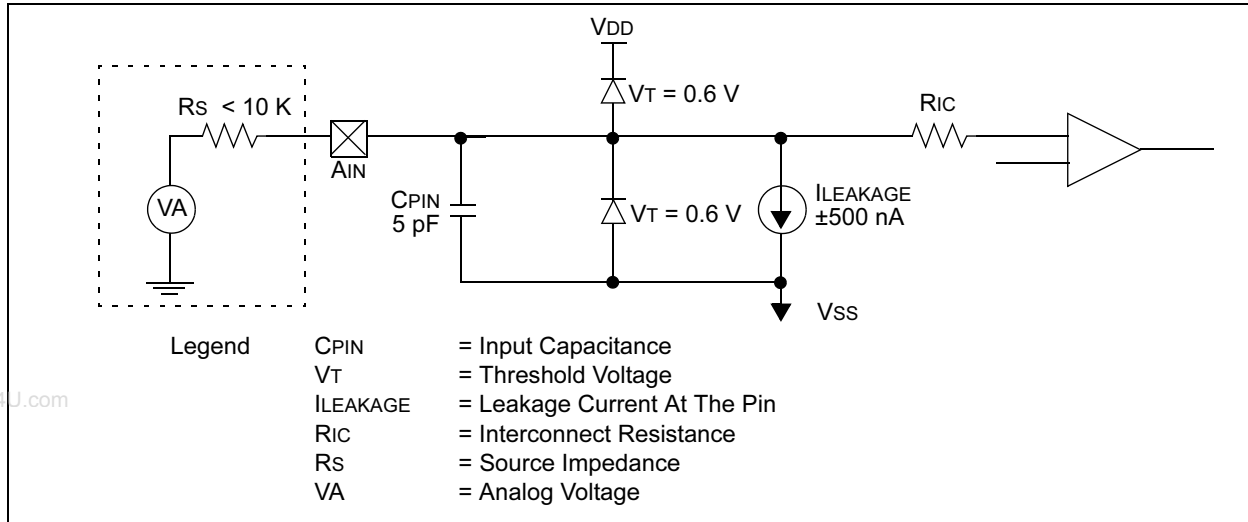 VDD
VT = 0.6 V
RS < 10 K
RIC
AIN
VA
CPIN
5 pF
VT = 0.6 V
ILEAKAGE
±500 nA
VSS
Legend
CPIN = Input Capacitance
VT = Threshold Voltage
ILEAKAGE = Leakage Current At The Pin
RIC = Interconnect Resistance
RS = Source Impedance
VA = Analog Voltage
4U.com